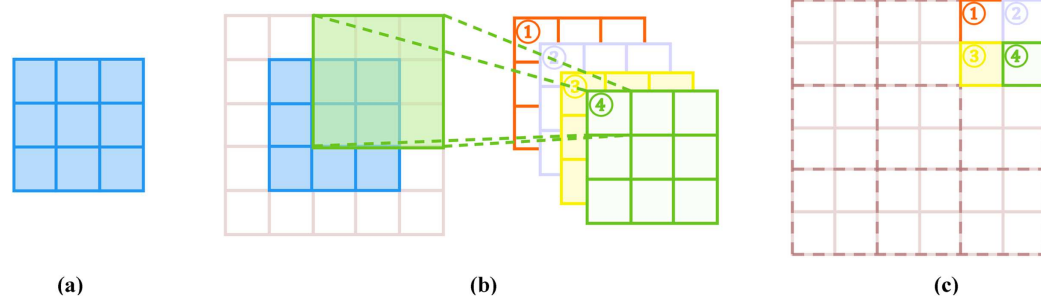 ① ②
① ② ③ ④
③ ④
(a) (b) (c)